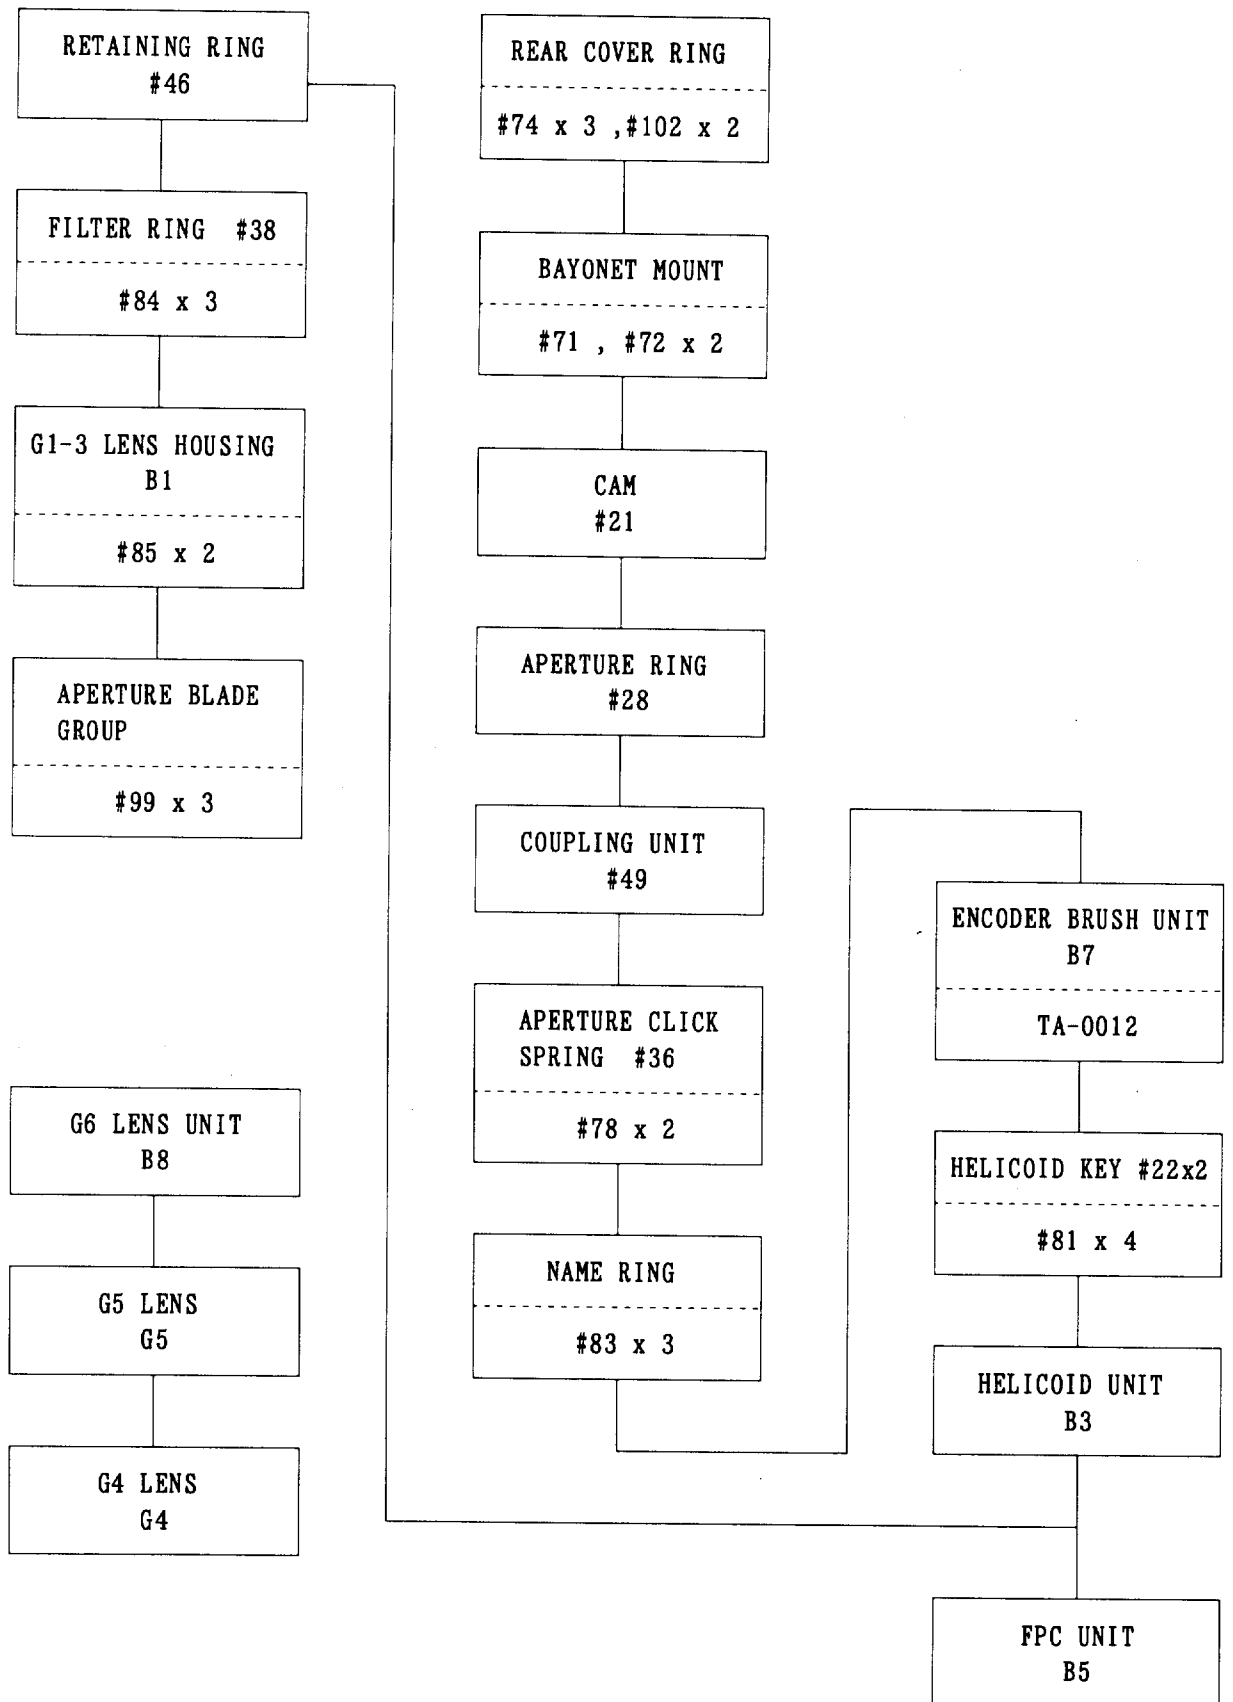 RETAINING RING
#46
FILTER RING #38
#84 x 3
G1-3 LENS HOUSING
B1
#85 x 2
APERTURE BLADE
GROUP
#99 x 3
G6 LENS UNIT
B8
G5 LENS
G5
G4 LENS
G4
REAR COVER RING
#74 x 3 ,#102 x 2
BAYONET MOUNT
#71 , #72 x 2
CAM
#21
APERTURE RING
#28
COUPLING UNIT
#49
APERTURE CLICK
SPRING #36
#78 x 2
NAME RING
#83 x 3
ENCODER BRUSH UNIT
B7
TA-0012
HELICOID KEY #22x2
#81 x 4
HELICOID UNIT
B3
FPC UNIT
B5